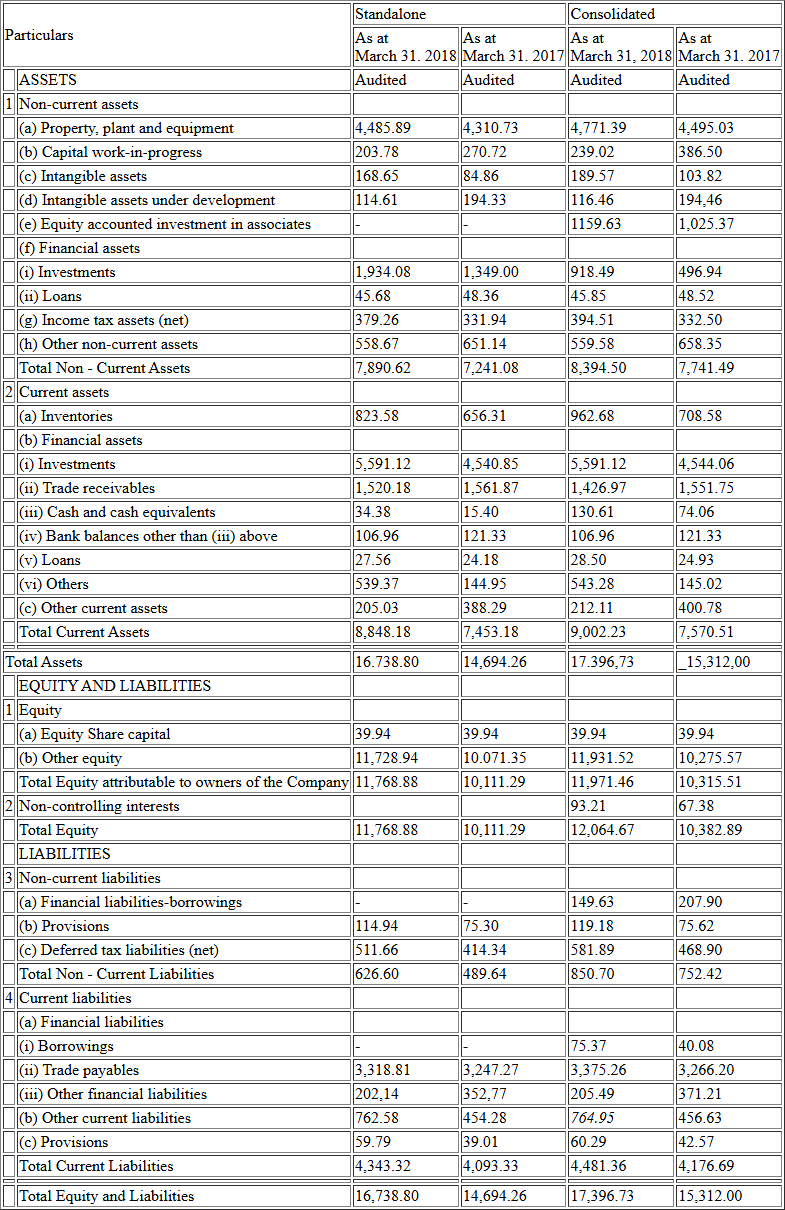 Particulars Standalone Consolidated
As at March 31. 2018 As at March 31. 2017 As at March 31, 2018 As at March 31. 2017
ASSETS Audited Audited Audited Audited
1 Non-current assets
(a) Property, plant and equipment 4,485.89 4,310.73 4,771.39 4,495.03
(b) Capital work-in-progress 203.78 270.72 239.02 386.50
(c) Intangible assets 168.65 84.86 189.57 103.82
(d) Intangible assets under development 114.61 194.33 116.46 194,46
(e) Equity accounted investment in associates - - 1159.63 1,025.37
(f) Financial assets
(i) Investments 1,934.08 1,349.00 918.49 496.94
(ii) Loans 45.68 48.36 45.85 48.52
(g) Income tax assets (net) 379.26 331.94 394.51 332.50
(h) Other non-current assets 558.67 651.14 559.58 658.35
Total Non - Current Assets 7,890.62 7,241.08 8,394.50 7,741.49
2 Current assets
(a) Inventories 823.58 656.31 962.68 708.58
(b) Financial assets
(i) Investments 5,591.12 4,540.85 5,591.12 4,544.06
(ii) Trade receivables 1,520.18 1,561.87 1,426.97 1,551.75
(iii) Cash and cash equivalents 34.38 15.40 130.61 74.06
(iv) Bank balances other than (iii) above 106.96 121.33 106.96 121.33
(v) Loans 27.56 24.18 28.50 24.93
(vi) Others 539.37 144.95 543.28 145.02
(c) Other current assets 205.03 388.29 212.11 400.78
Total Current Assets 8,848.18 7,453.18 9,002.23 7,570.51
Total Assets 16.738.80 14,694.26 17.396,73 _15,312,00
EQUITY AND LIABILITIES
1 Equity
(a) Equity Share capital 39.94 39.94 39.94 39.94
(b) Other equity 11,728.94 10.071.35 11,931.52 10,275.57
Total Equity attributable to owners of the Company 11,768.88 10,111.29 11,971.46 10,315.51
2 Non-controlling interests 93.21 67.38
Total Equity 11,768.88 10,111.29 12,064.67 10,382.89
LIABILITIES
3 Non-current liabilities
(a) Financial liabilities-borrowings - - 149.63 207.90
(b) Provisions 114.94 75.30 119.18 75.62
(c) Deferred tax liabilities (net) 511.66 414.34 581.89 468.90
Total Non - Current Liabilities 626.60 489.64 850.70 752.42
4 Current liabilities
(a) Financial liabilities
(i) Borrowings - - 75.37 40.08
(ii) Trade payables 3,318.81 3,247.27 3,375.26 3,266.20
(iii) Other financial liabilities 202,14 352,77 205.49 371.21
(b) Other current liabilities 762.58 454.28 764.95 456.63
(c) Provisions 59.79 39.01 60.29 42.57
Total Current Liabilities 4,343.32 4,093.33 4,481.36 4,176.69
Total Equity and Liabilities 16,738.80 14,694.26 17,396.73 15,312.00